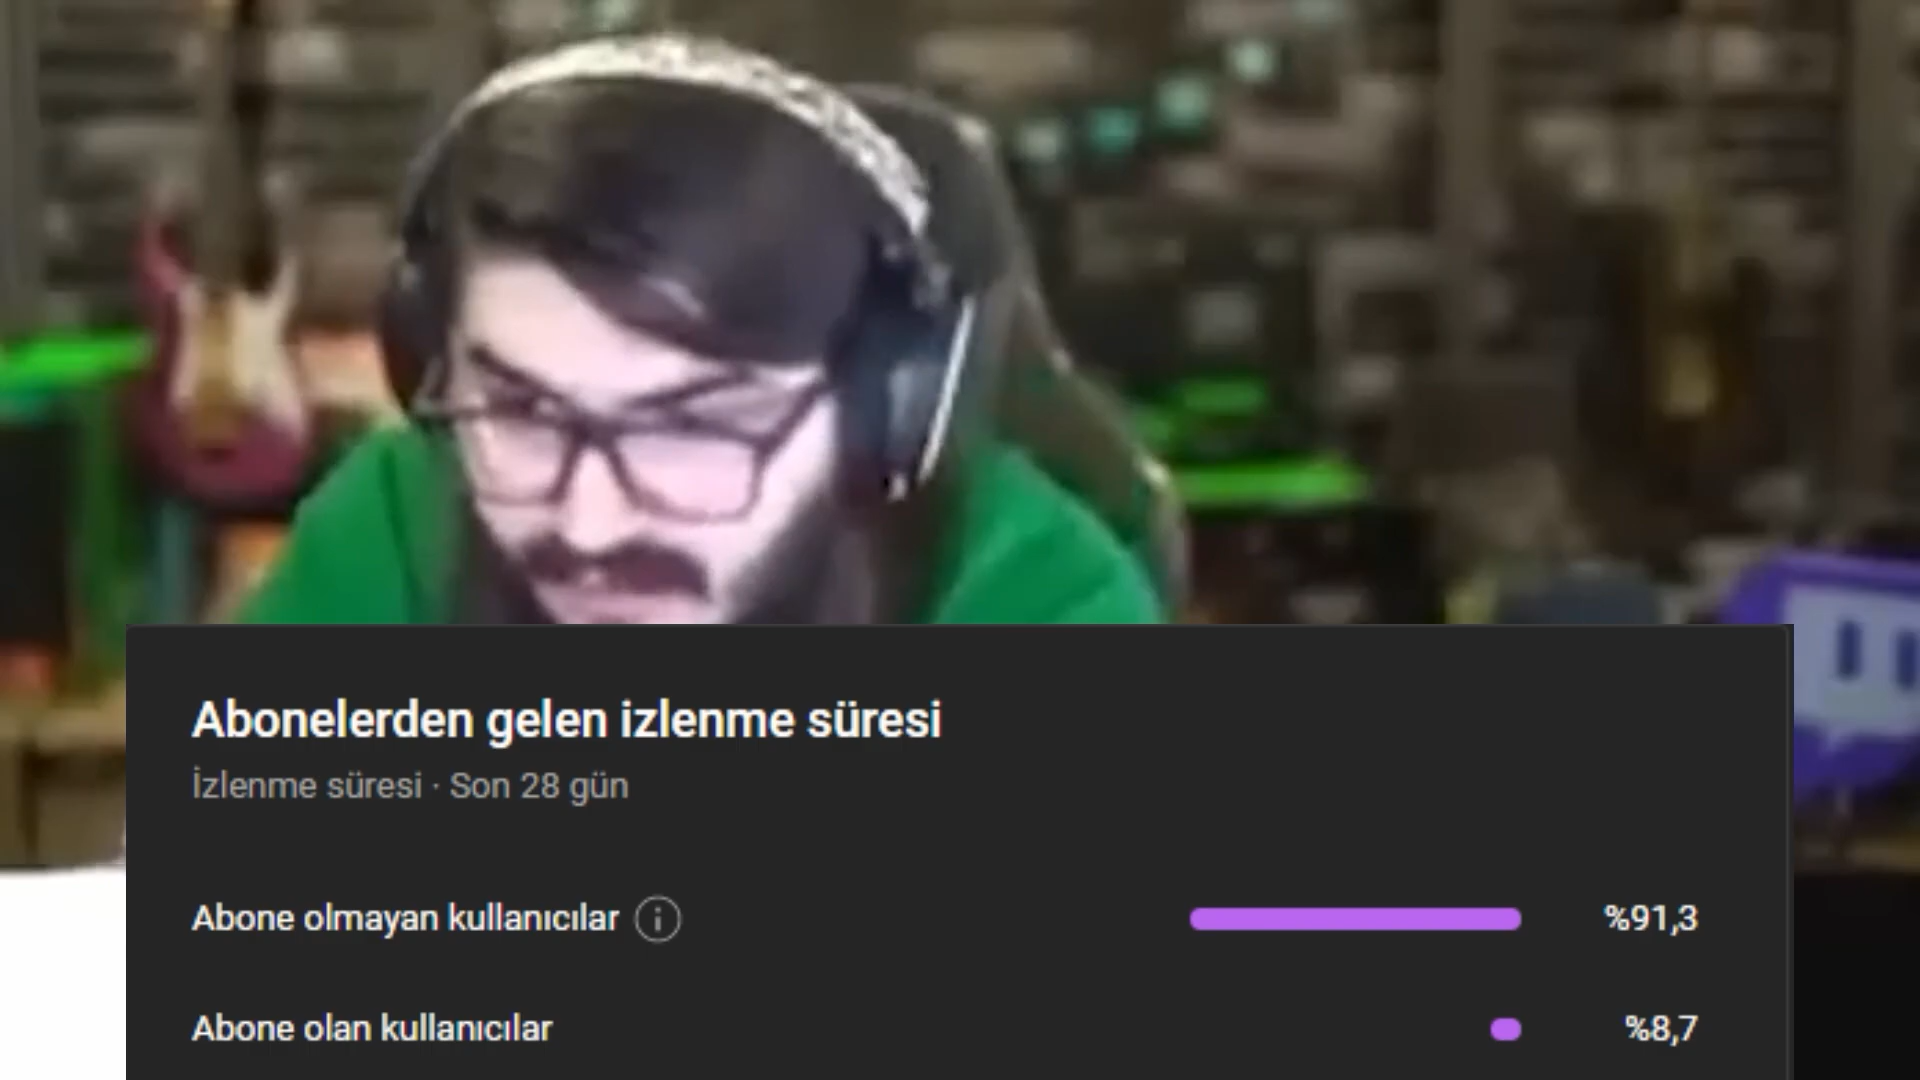 Abonelerden gelen izlenme süresi
İzlenme süresi · Son 28 gün
Abone olmayan kullanıcılar %91,3
Abone olan kullanıcılar %8,7